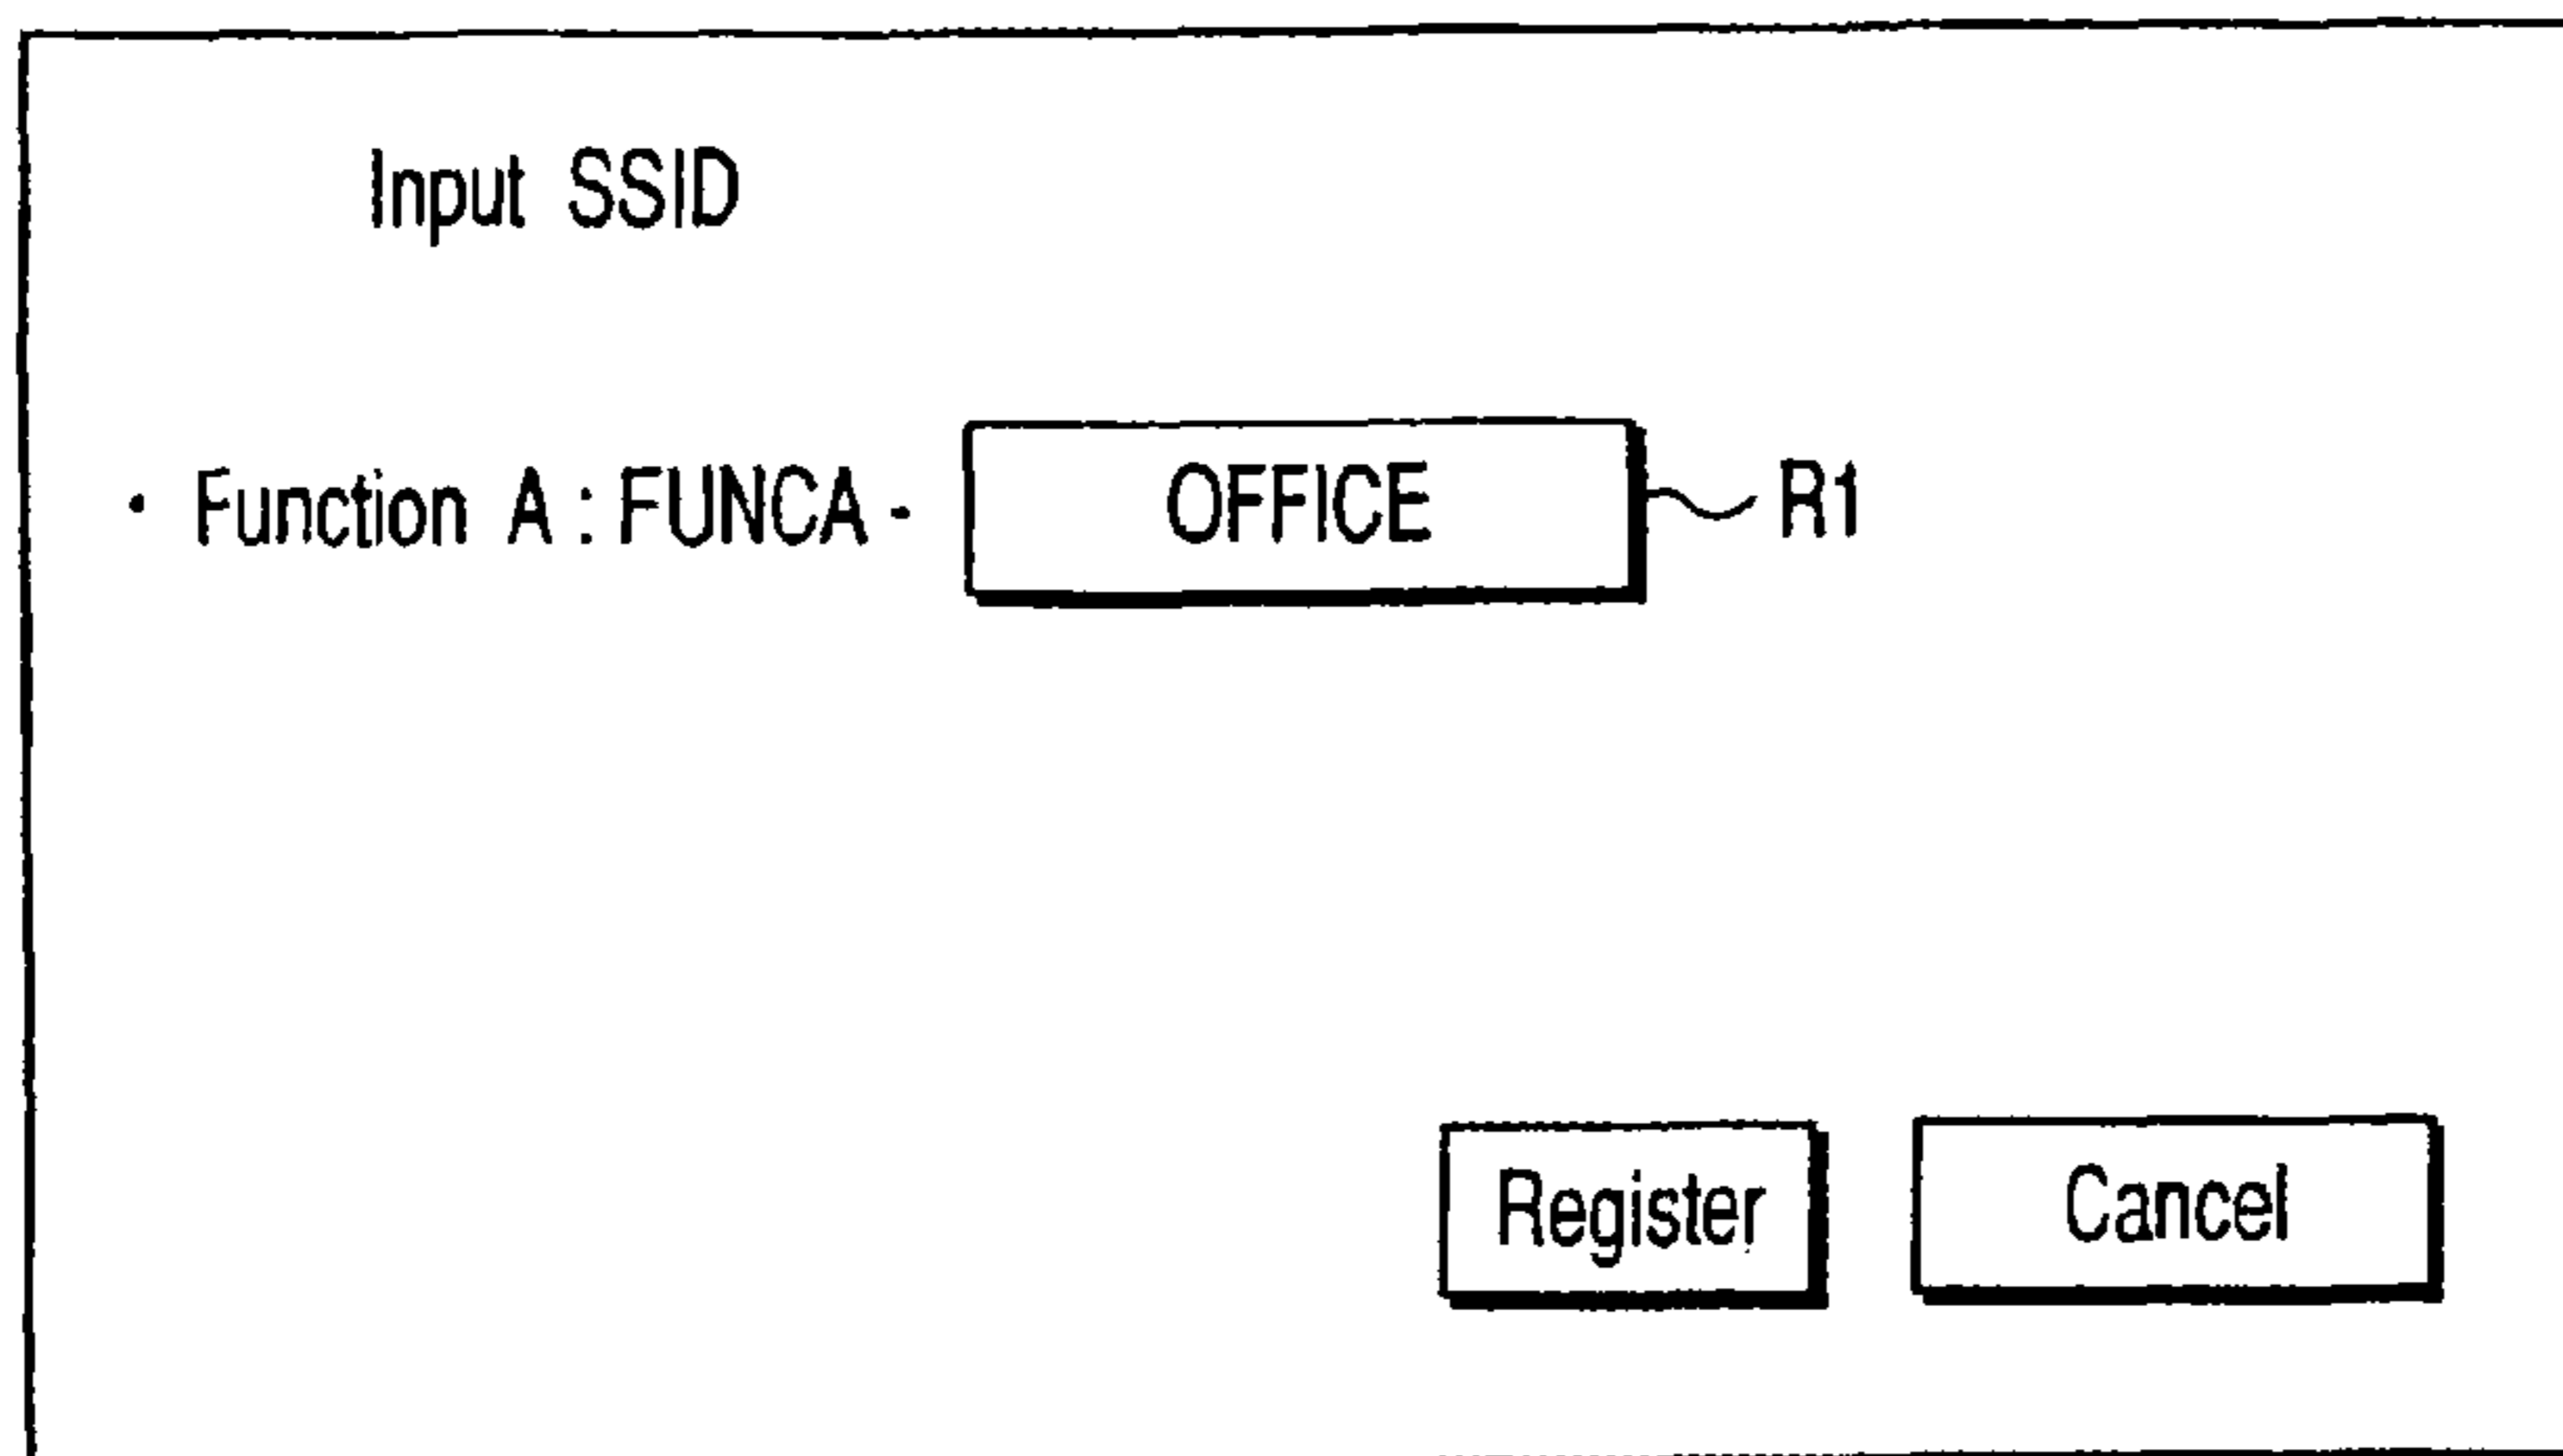 Input SSID
· Function A : FUNCA - OFFICE R1
Register Cancel